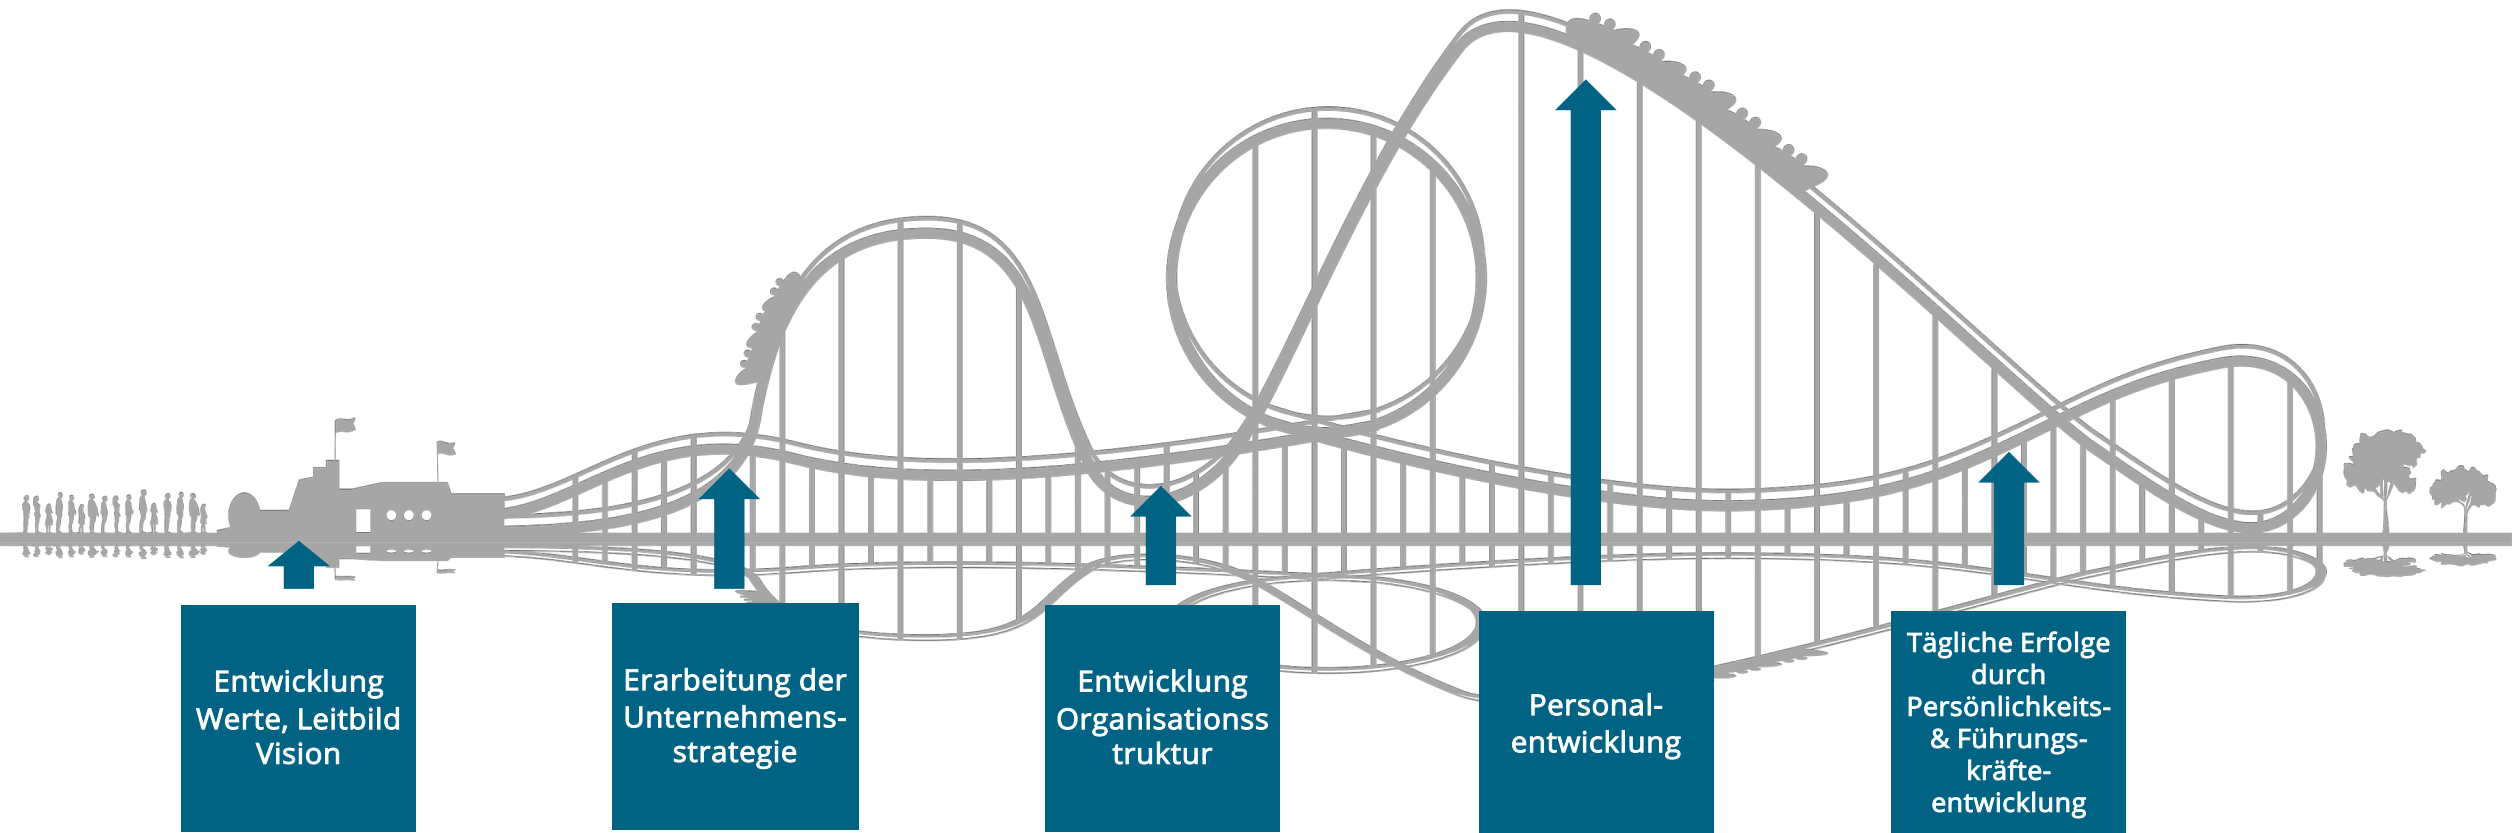 Entwicklung
Werte, Leitbild
Vision
Erarbeitung der
Unternehmens-
strategie
Entwicklung
Organisationss
truktur
Personal-
entwicklung
Tägliche Erfolge
durch
Persönlichkeits-
& Führungs-
kräfte-
entwicklung